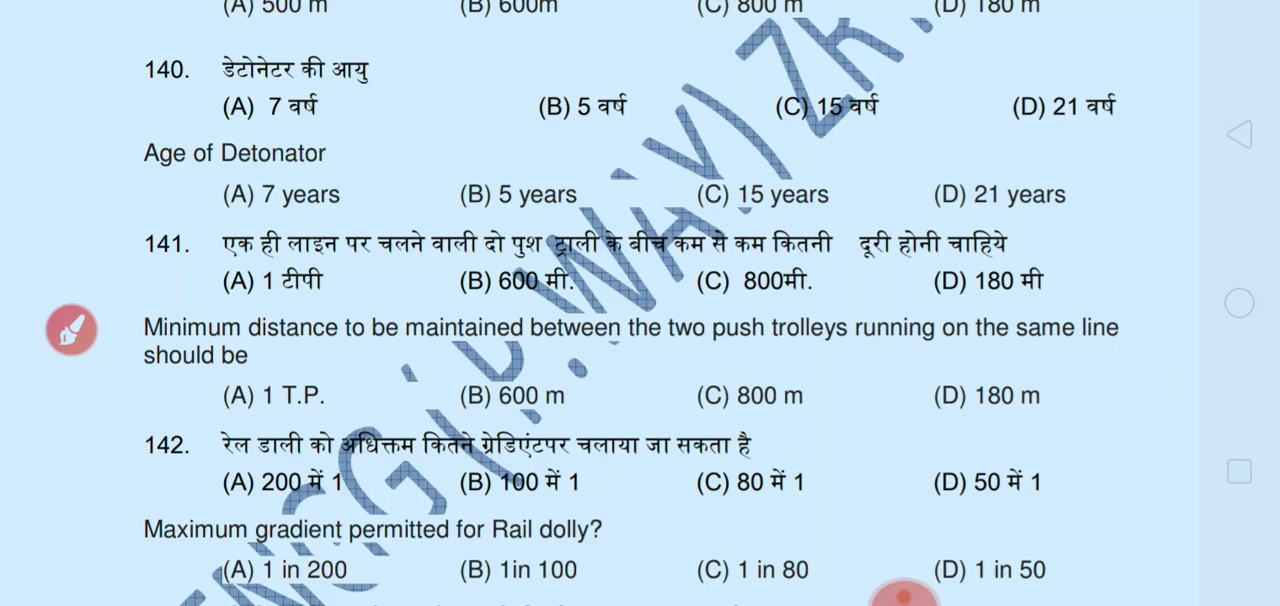 (A) 500 m (B) 600m (C) 800 m (D) 180 m
140. डेटोनेटर की आयु
(A) 7 वर्ष (B) 5 वर्ष (C) 15 वर्ष (D) 21 वर्ष
Age of Detonator
(A) 7 years (B) 5 years (C) 15 years (D) 21 years
141. एक ही लाइन पर चलने वाली दो पुश ट्राली के बीच कम से कम कितनी दूरी होनी चाहिये
(A) 1 टीपी (B) 600 मी. (C) 800मी. (D) 180 मी
Minimum distance to be maintained between the two push trolleys running on the same line
should be
(A) 1 T.P. (B) 600 m (C) 800 m (D) 180 m
142. रेल डाली को अधिक्तम कितने ग्रेडिएंटपर चलाया जा सकता है
(A) 200 में 1 (B) 100 में 1 (C) 80 में 1 (D) 50 में 1
Maximum gradient permitted for Rail dolly?
(A) 1 in 200 (B) 1in 100 (C) 1 in 80 (D) 1 in 50